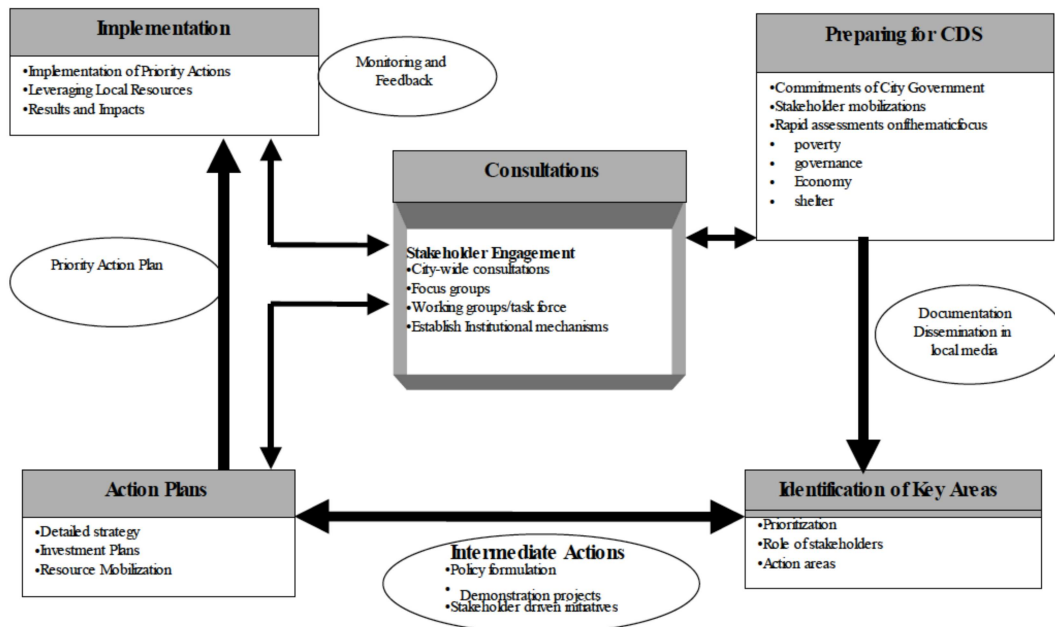 Implementation
•Implementation of Priority Actions
•Leveraging Local Resources
•Results and Impacts
Monitoring and
Feedback
Preparing for CDS
•Commitments of City Government
•Stakeholder mobilizations
•Rapid assessments onfhematicfocus
• poverty
• governance
• Economy
• shelter
Consultations
Stakeholder Engagement
•City-wide consultations
•Focus groups
•Working groups/task force
•Establish Institutional mechanisms
Priority Action Plan
Documentation
Dissemination in
local media
Action Plans
•Detailed strategy
•Investment Plans
•Resource Mobilization
Intermediate Actions
•Policy formulation
• Demonstration projects
•Stakeholder driven initiatives
Identification of Key Areas
•Prioritization
•Role of stakeholders
•Action areas